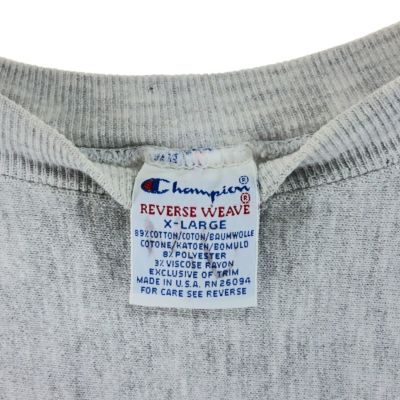 Champion®
REVERSE WEAVE®
X-LARGE
89% COTTON/COTON/BAUMWOLLE
COTONE/KATOEN/BOMULD
8% POLYESTER
3% VISCOSE RAYON
EXCLUSIVE OF TRIM
MADE IN U.S.A. RN 26094
FOR CARE SEE REVERSE